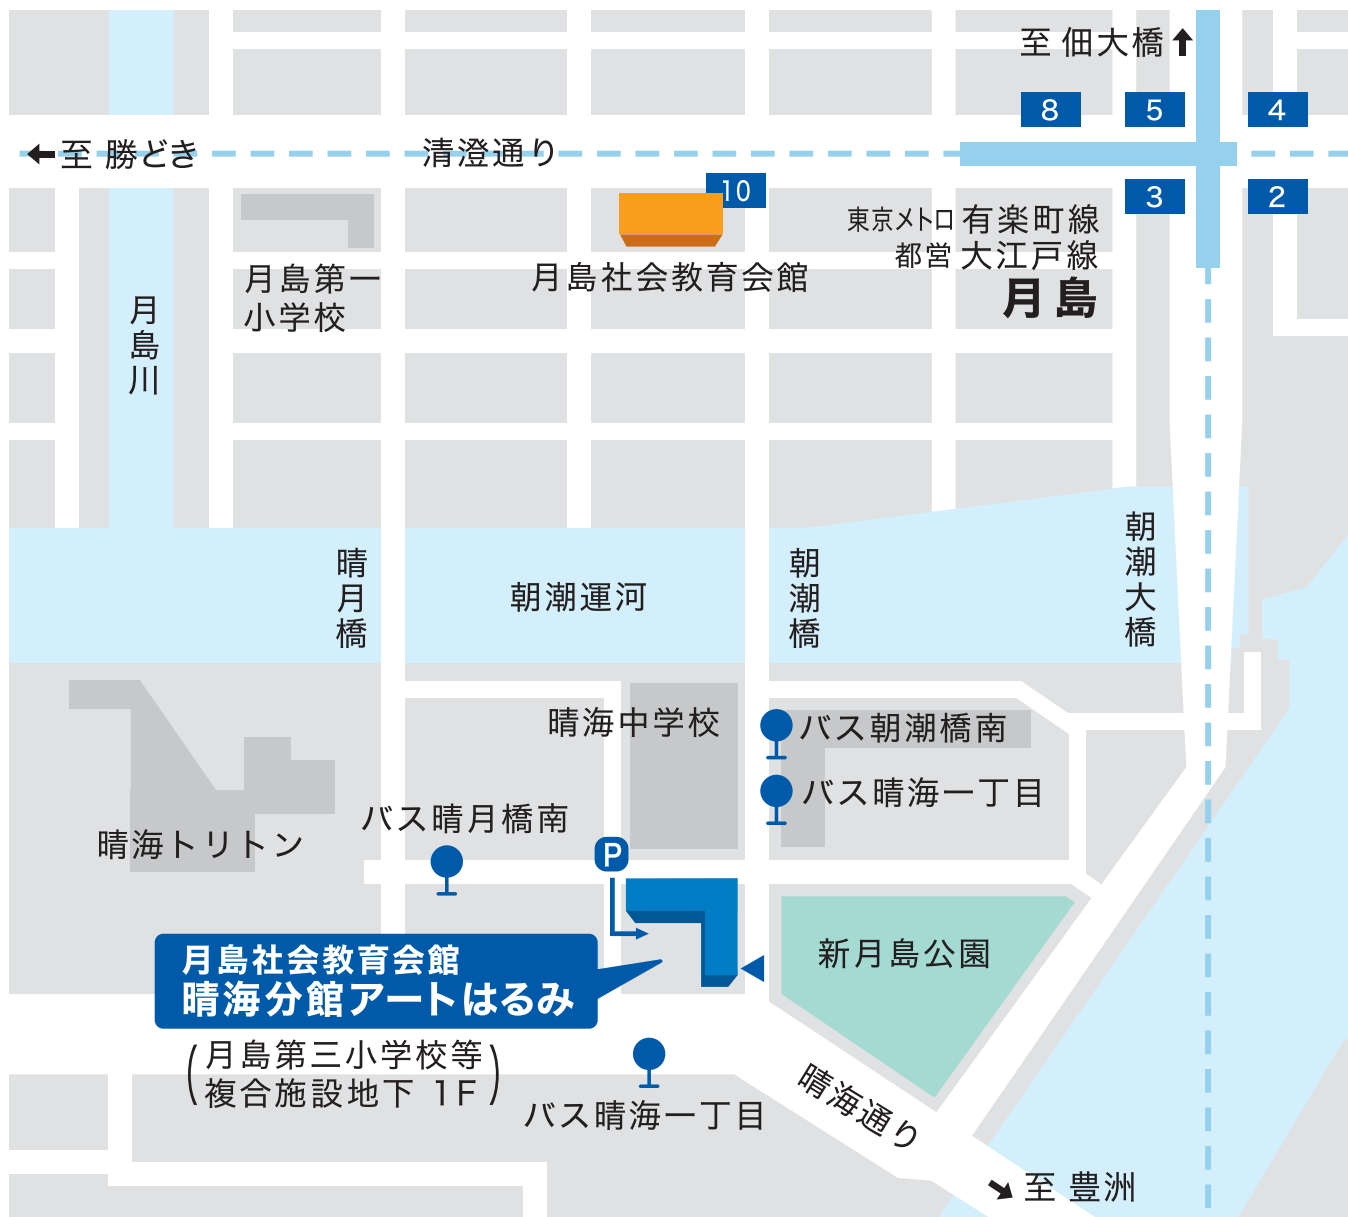 至 佃大橋
8
5
4
至 勝どき
清澄通り
10
3
2
東京メトロ 有楽町線
都営 大江戸線
月島
月島第一
小学校
月島社会教育会館
月島川
晴月橋
朝潮運河
朝潮橋
朝潮大橋
晴海中学校
バス朝潮橋南
バス晴海一丁目
晴海トリトン
バス晴月橋南
P
月島社会教育会館
晴海分館アートはるみ
(月島第三小学校等
複合施設地下 1F)
新月島公園
バス晴海一丁目
晴海通り
至 豊洲